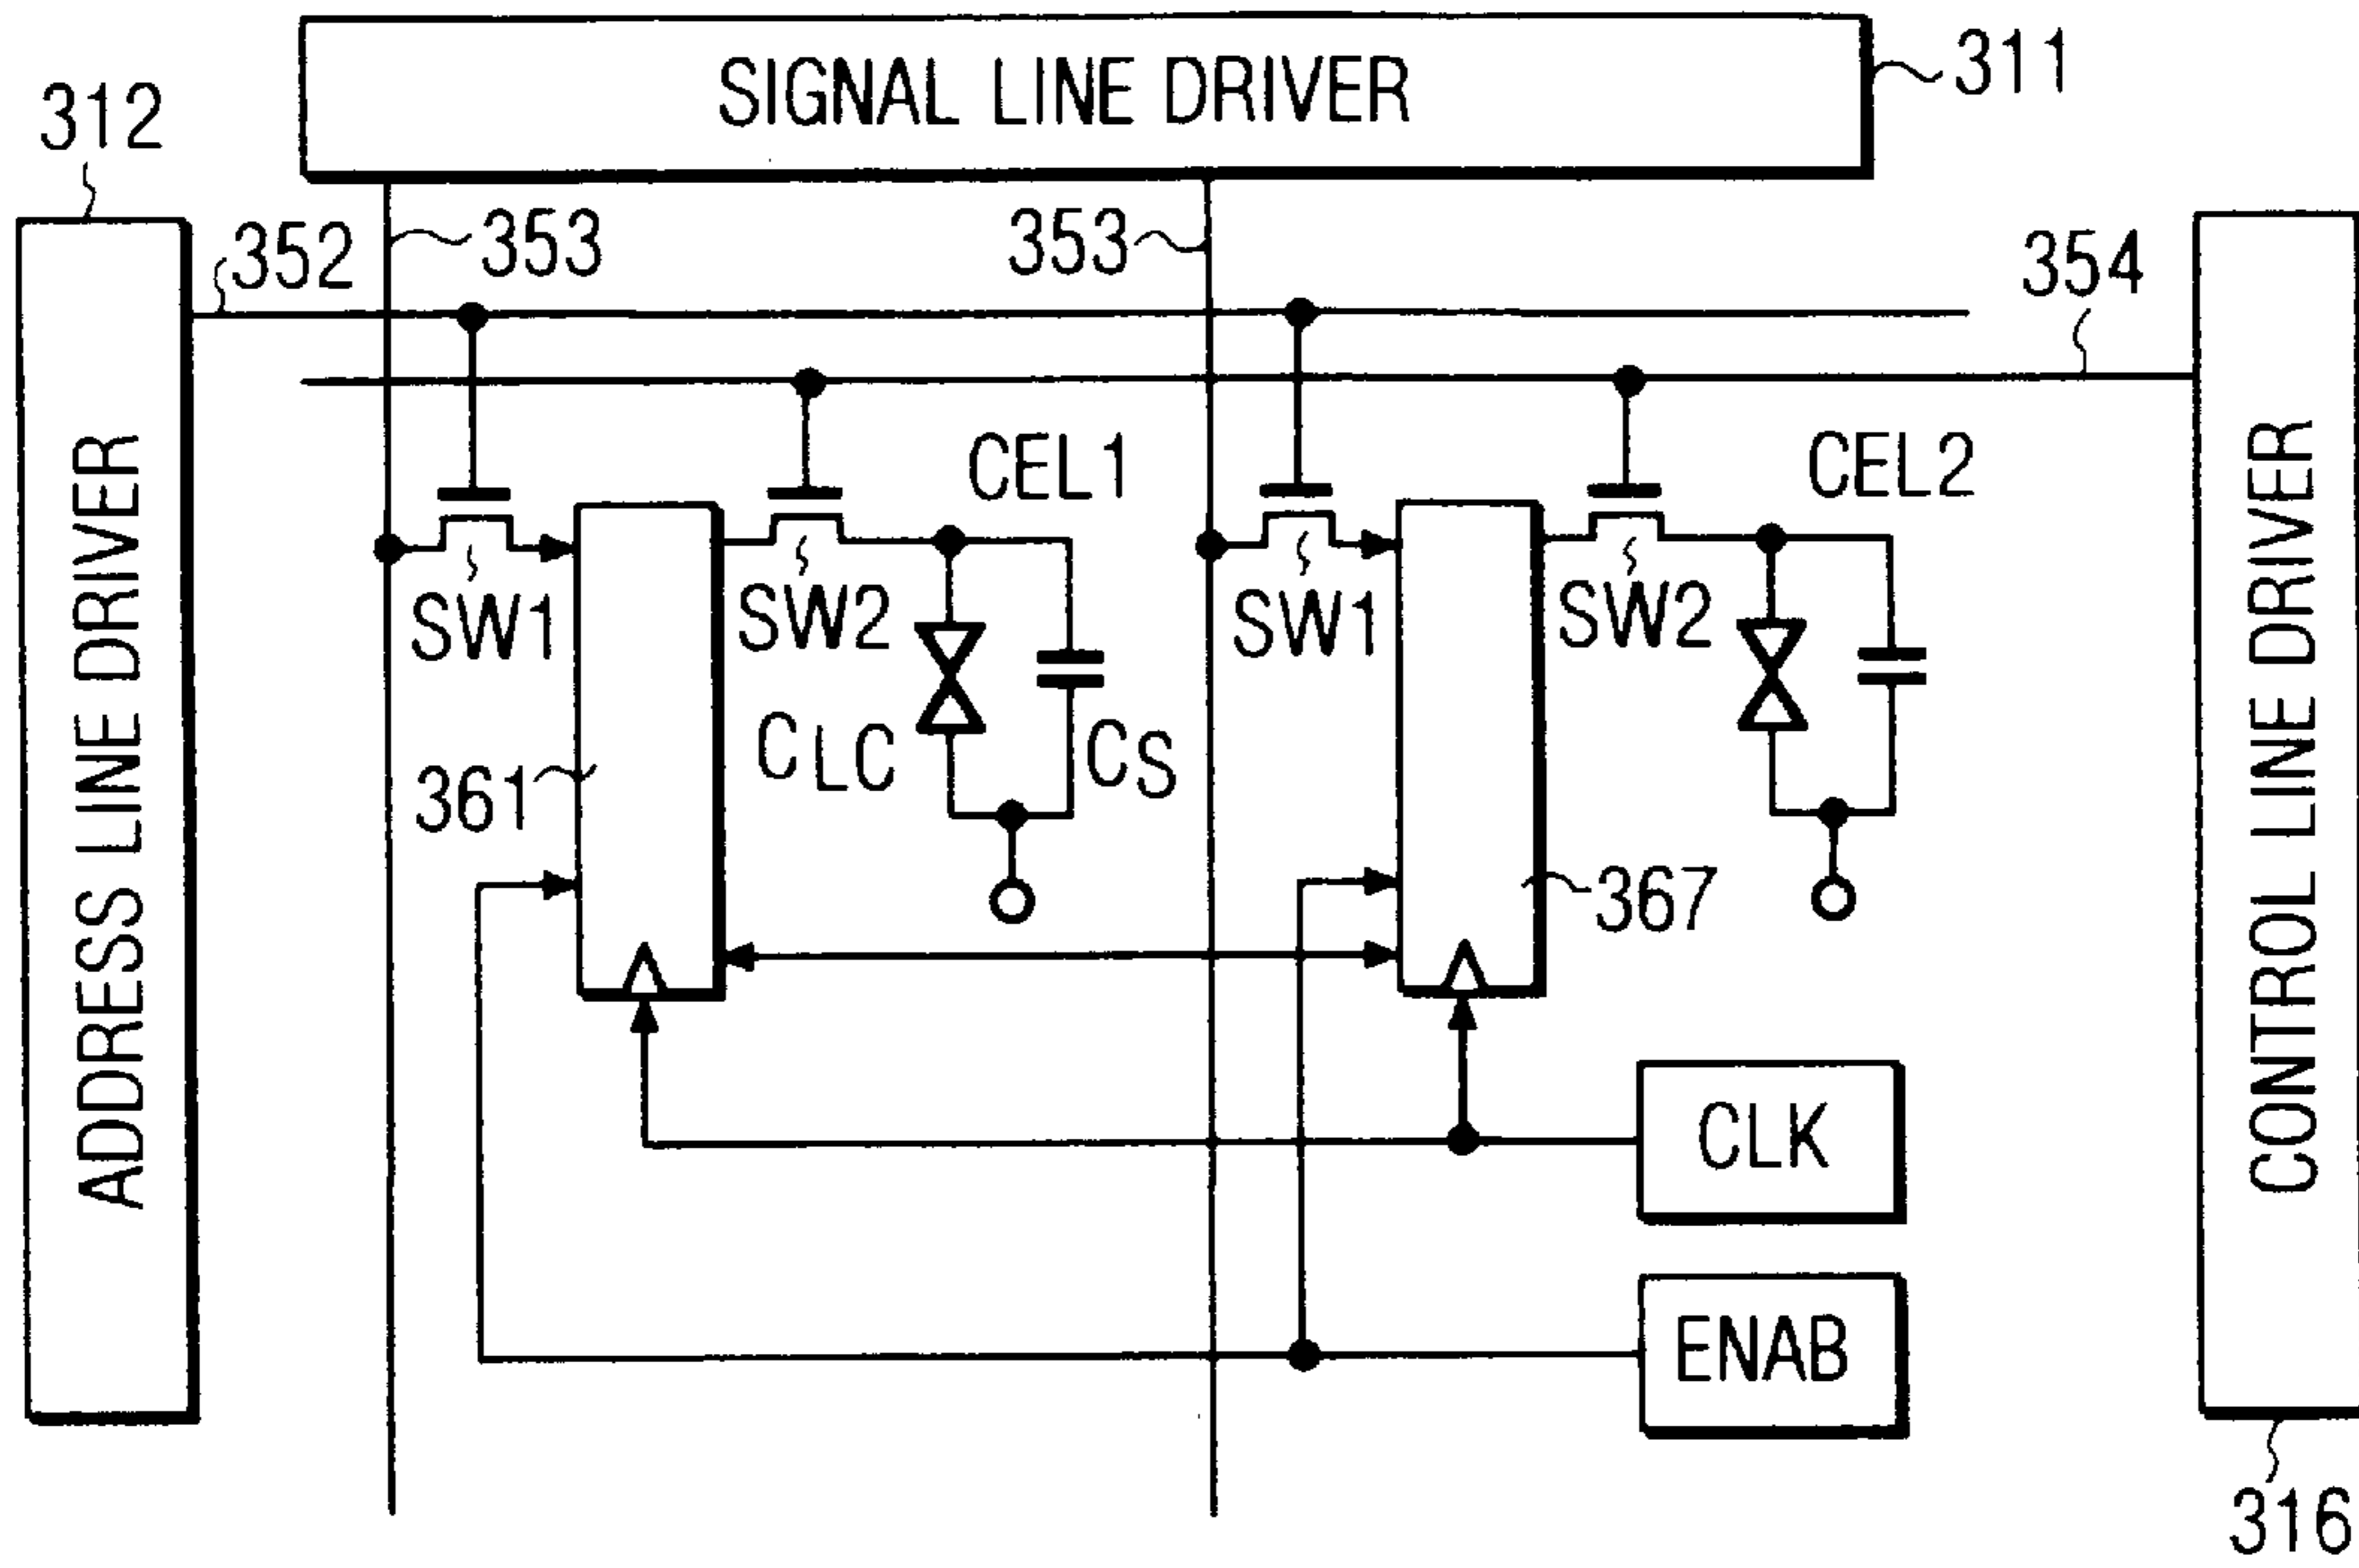 SIGNAL LINE DRIVER
311
312
352
353
353
354
ADDRESS LINE DRIVER
CONTROL LINE DRIVER
CEL1
CEL2
SW1
SW2
SW1
SW2
361
CLC
CS
367
CLK
ENAB
316